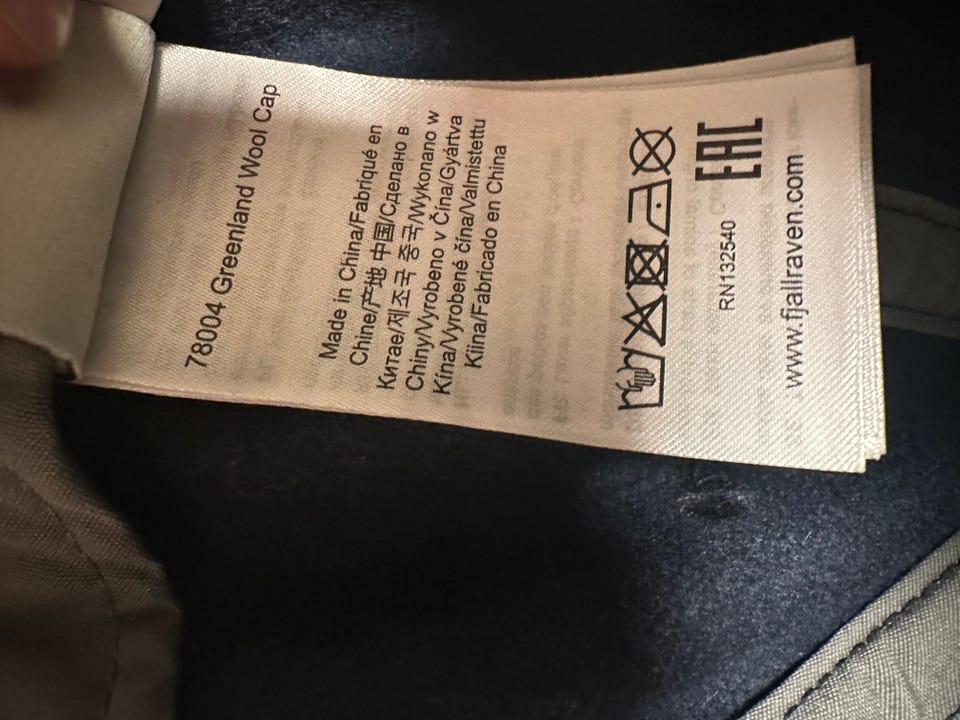 78004 Greenland Wool Cap
Made in China/Fabriqué en
Chine/产地 中国/Сделано в
Китае/제조국 중국/Wykonano w
Chiny/Vyrobeno v Čína/Gyártva
Kína/Vyrobené čína/Valmistettu
Kiina/Fabricado en China
EAC
RN132540
www.fjallraven.com